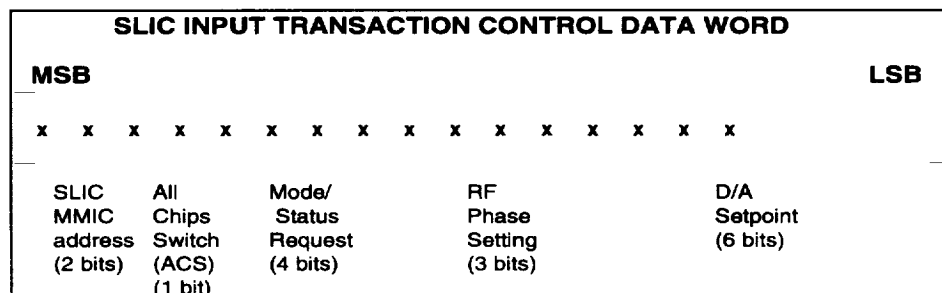 SLIC INPUT TRANSACTION CONTROL DATA WORD
MSB LSB
x x x x x x x x x x x x x x x x
SLIC All Mode/ RF D/A
MMIC Chips Status Phase Setpoint
address Switch Request Setting (6 bits)
(2 bits) (ACS) (4 bits) (3 bits)
(1 bit)